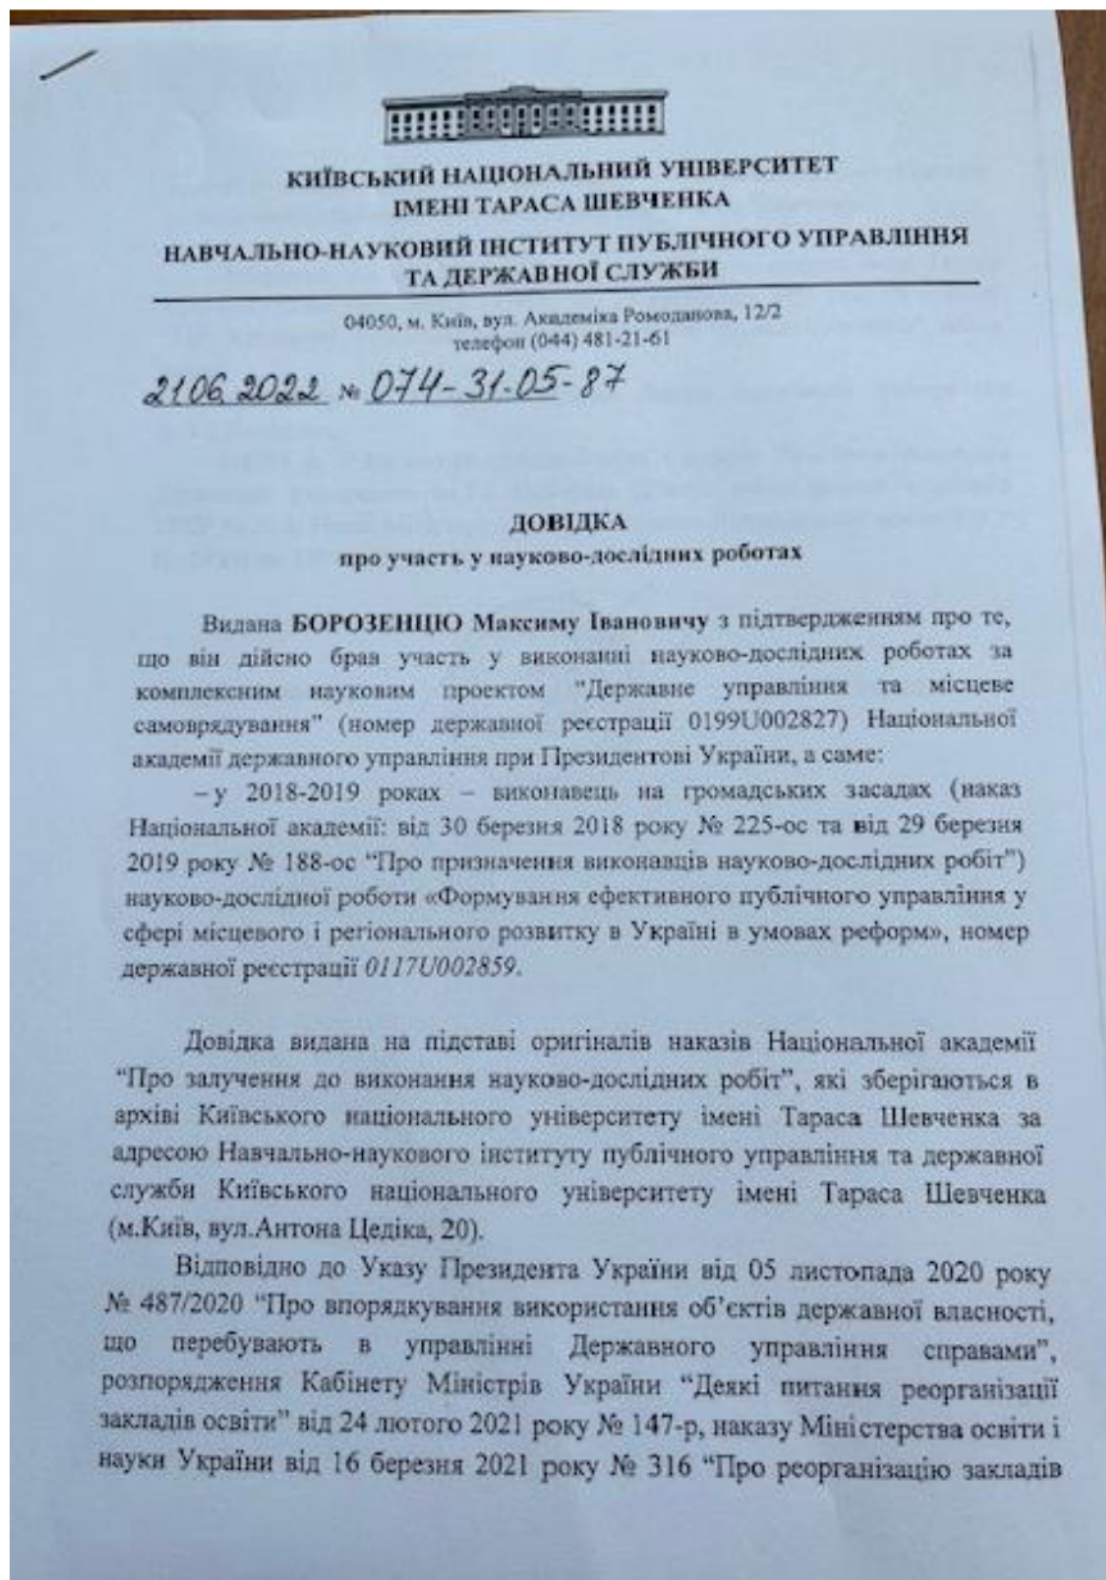 КИЇВСЬКИЙ НАЦІОНАЛЬНИЙ УНІВЕРСИТЕТ
ІМЕНІ ТАРАСА ШЕВЧЕНКА
НАВЧАЛЬНО-НАУКОВИЙ ІНСТИТУТ ПУБЛІЧНОГО УПРАВЛІННЯ
ТА ДЕРЖАВНОЇ СЛУЖБИ
04050, м. Київ, вул. Академіка Ромоданова, 12/2
телефон (044) 481-21-61
21.06.2022 № 074-31-05-87
ДОВІДКА
про участь у науково-дослідних роботах
Видана БОРОЗЕНЦЮ Максиму Івановичу з підтвердженням про те,
що він дійсно брав участь у виконанні науково-дослідних роботах за
комплексним науковим проектом "Державне управління та місцеве
самоврядування" (номер державної реєстрації 0199U002827) Національної
академії державного управління при Президентові України, а саме:
– у 2018-2019 роках – виконавець на громадських засадах (наказ
Національної академії: від 30 березня 2018 року № 225-ос та від 29 березня
2019 року № 188-ос “Про призначення виконавців науково-дослідних робіт”)
науково-дослідної роботи «Формування ефективного публічного управління у
сфері місцевого і регіонального розвитку в Україні в умовах реформ», номер
державної реєстрації 0117U002859.
Довідка видана на підставі оригіналів наказів Національної академії
“Про залучення до виконання науково-дослідних робіт”, які зберігаються в
архіві Київського національного університету імені Тараса Шевченка за
адресою Навчально-наукового інституту публічного управління та державної
служби Київського національного університету імені Тараса Шевченка
(м.Київ, вул.Антона Цедіка, 20).
Відповідно до Указу Президента України від 05 листопада 2020 року
№ 487/2020 “Про впорядкування використання об’єктів державної власності,
що перебувають в управлінні Державного управління справами”,
розпорядження Кабінету Міністрів України “Деякі питання реорганізації
закладів освіти” від 24 лютого 2021 року № 147-р, наказу Міністерства освіти і
науки України від 16 березня 2021 року № 316 “Про реорганізацію закладів